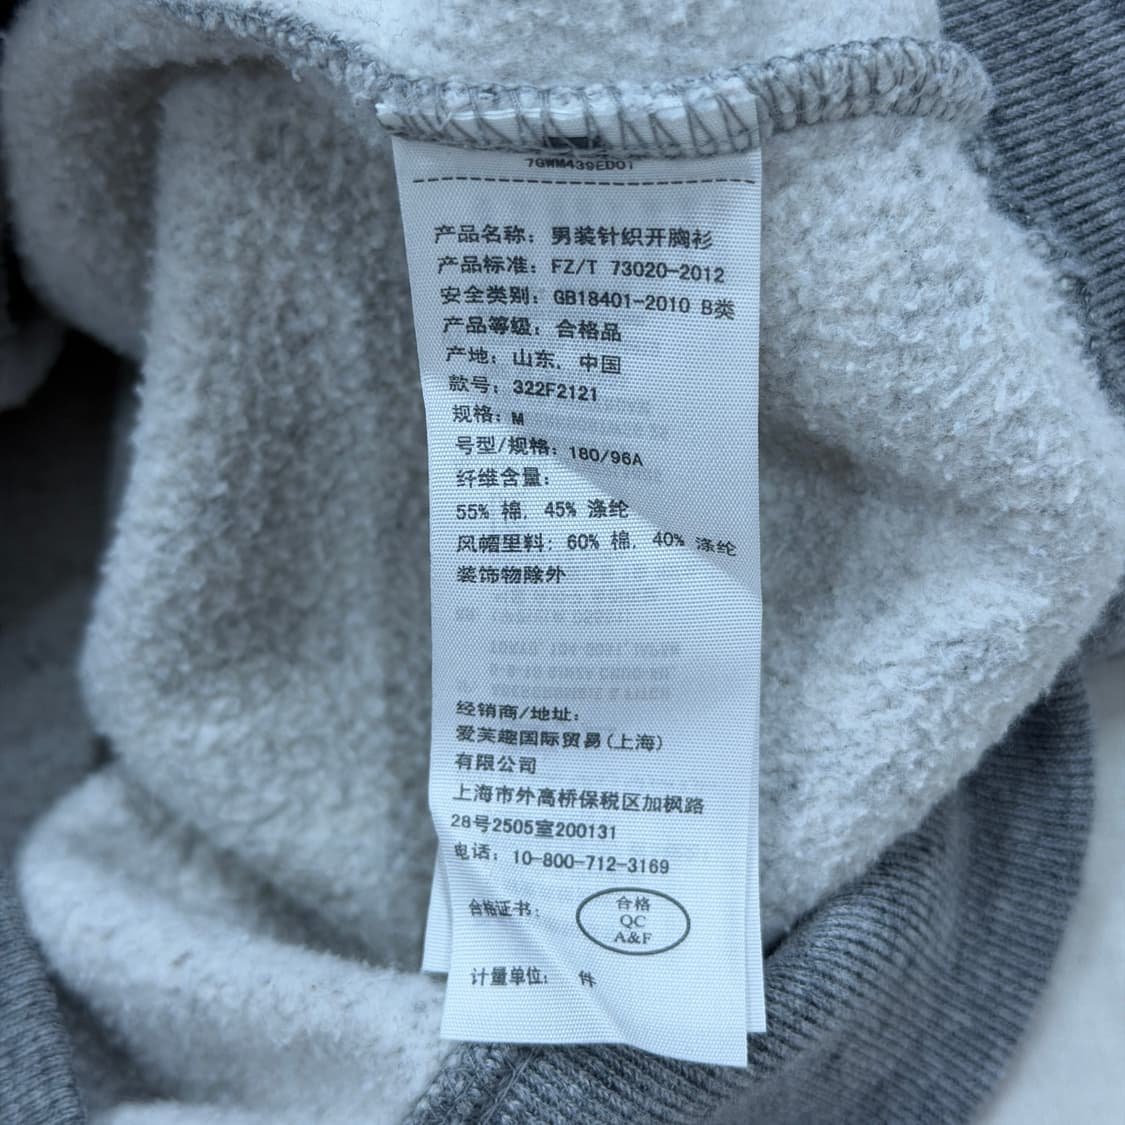 7GWM439ED01
产品名称：男装针织开胸衫
产品标准：FZ/T 73020-2012
安全类别：GB18401-2010 B类
产品等级：合格品
产地：山东，中国
款号：322F2121
规格：M
号型/规格：180/96A
纤维含量：
55% 棉，45% 涤纶
风帽里料：60% 棉，40% 涤纶
装饰物除外
经销商/地址：
爱芙趣国际贸易(上海)
有限公司
上海市外高桥保税区加枫路
28号2505室200131
电话：10-800-712-3169
合格证书：
合格
QC
A&F
计量单位： 件